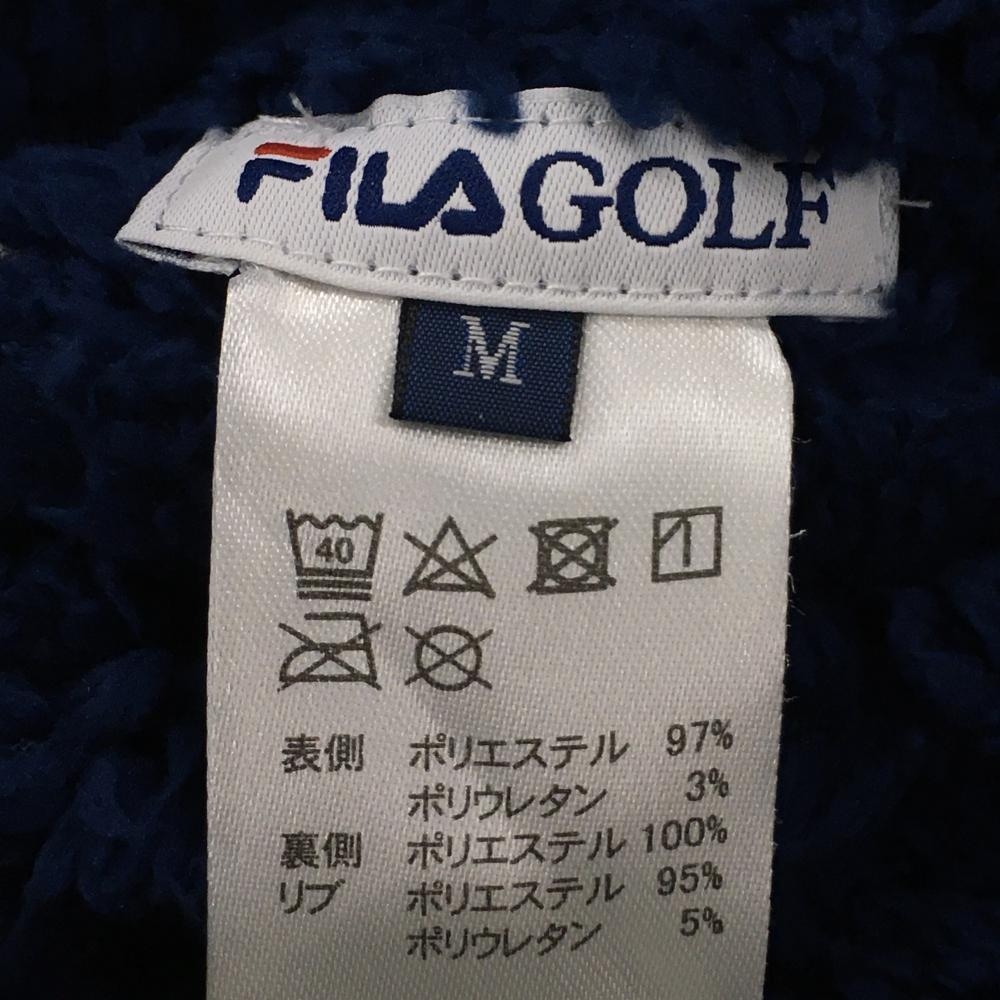 FILA GOLF
M
40
表側 ポリエステル 97%
ポリウレタン 3%
裏側 ポリエステル 100%
リブ ポリエステル 95%
ポリウレタン 5%